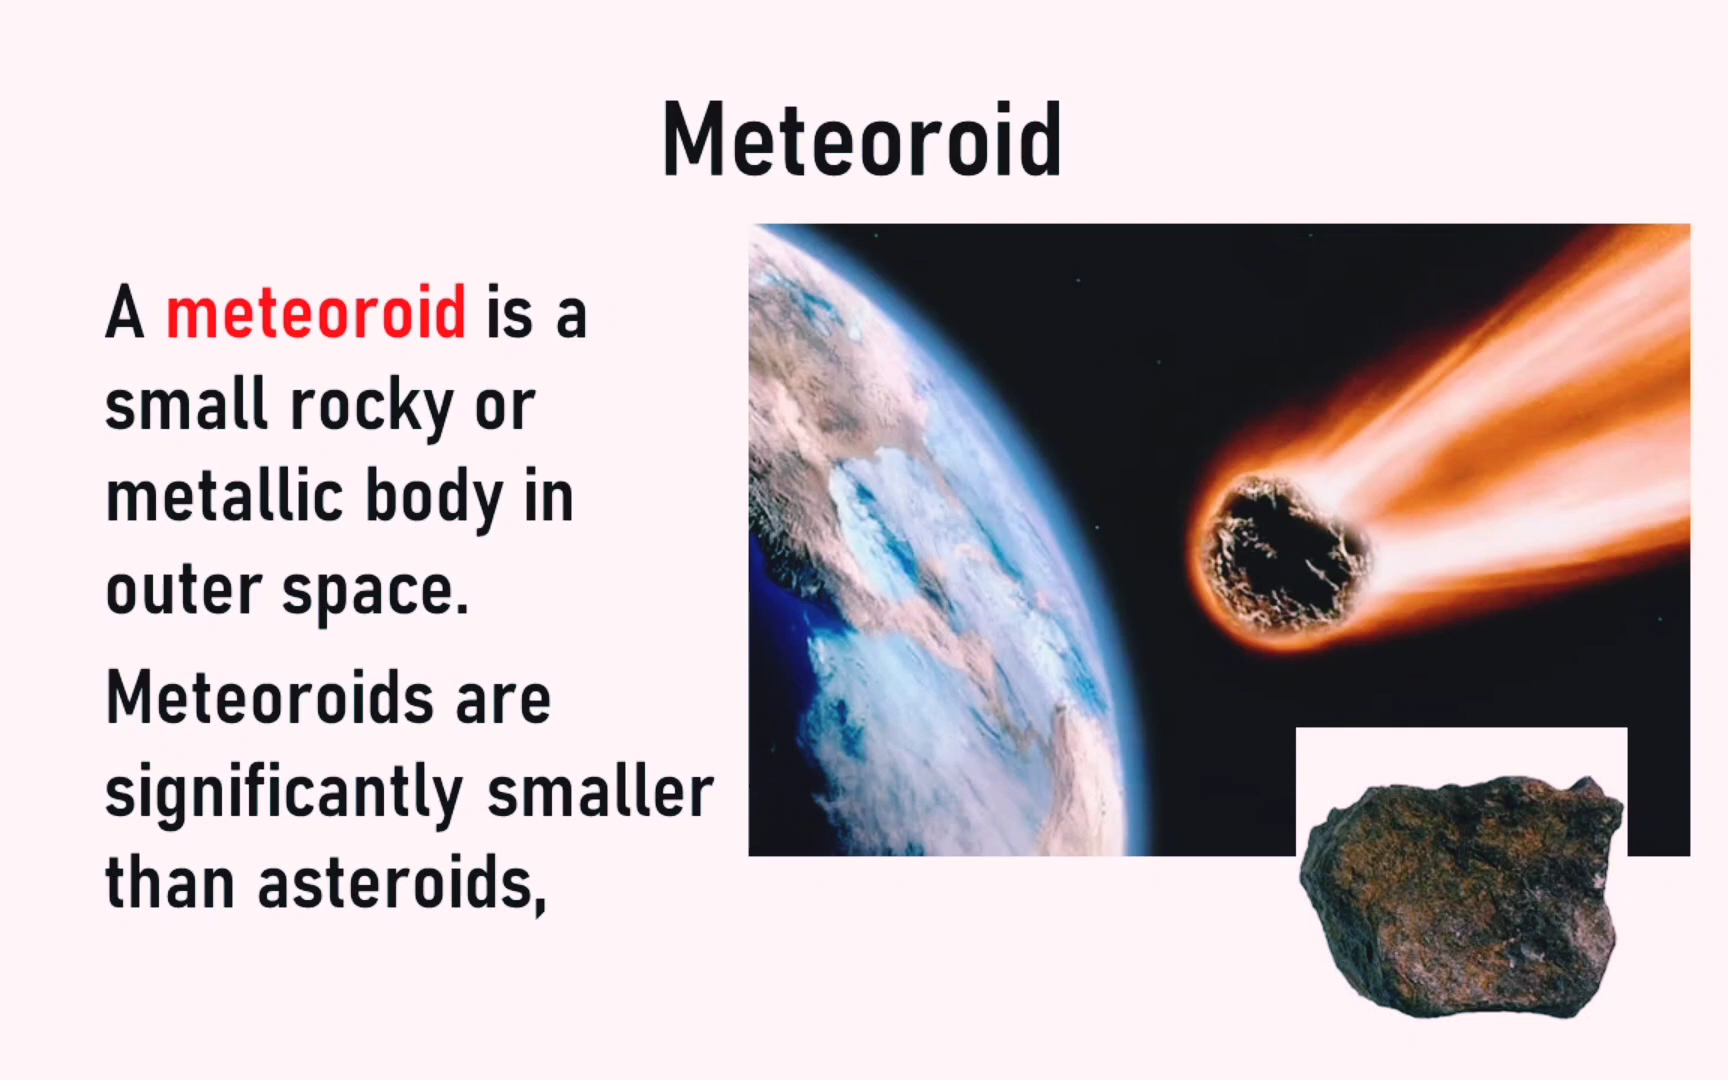 Meteoroid
A meteoroid is a
small rocky or
metallic body in
outer space.
Meteoroids are
significantly smaller
than asteroids,